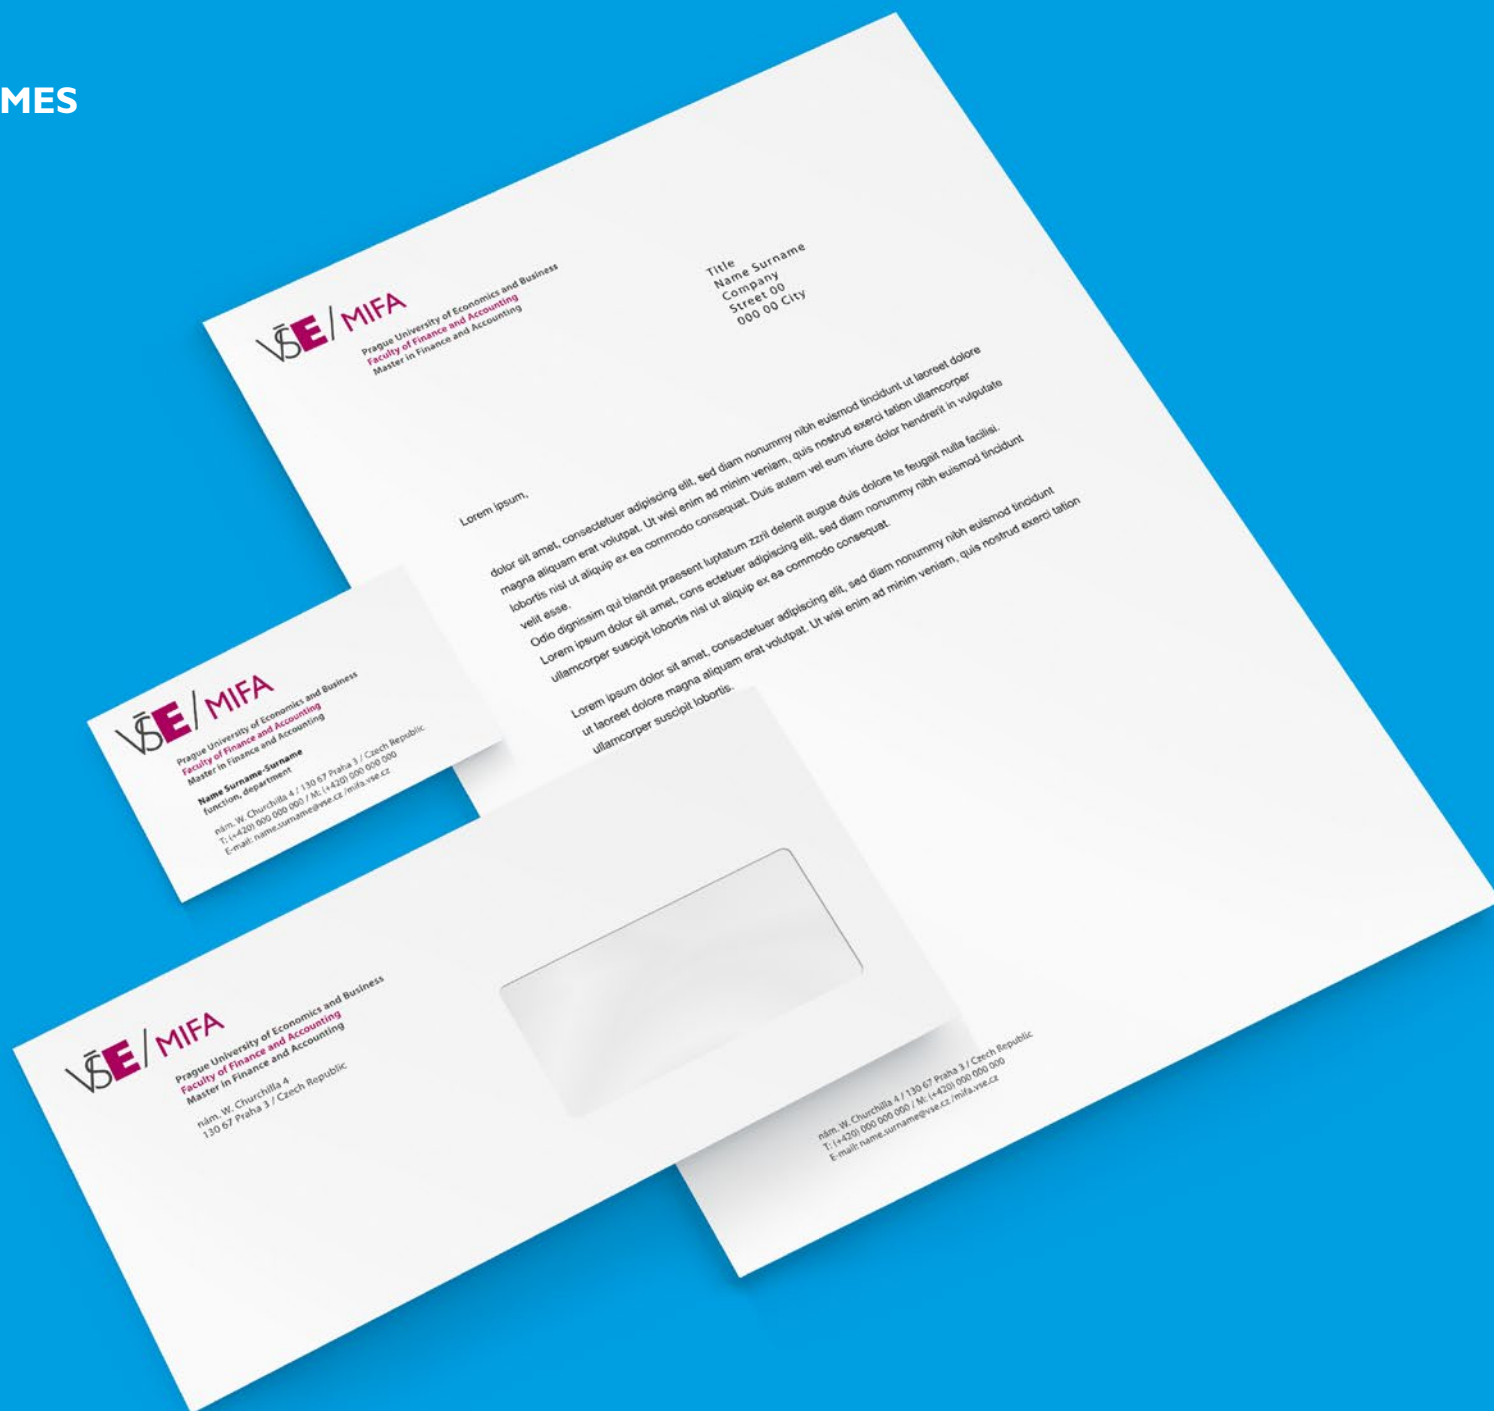 MES
VŠE / MIFA
Prague University of Economics and Business
Faculty of Finance and Accounting
Master in Finance and Accounting
Title
Name Surname
Company
Street 00
000 00 City
Lorem ipsum,
dolor sit amet, consectetuer adipiscing elit, sed diam nonummy nibh euismod tincidunt ut laoreet dolore
magna aliquam erat volutpat. Ut wisi enim ad minim veniam, quis nostrud exerci tation ullamcorper
lobortis nisl ut aliquip ex ea commodo consequat. Duis autem vel eum iriure dolor hendrerit in vulputate
velit esse.
Odio dignissim qui blandit praesent luptatum zzril delenit augue duis dolore te feugait nulla facilisi.
Lorem ipsum dolor sit amet, cons ectetuer adipiscing elit, sed diam nonummy nibh euismod tincidunt
ullamcorper suscipit lobortis nisl ut aliquip ex ea commodo consequat.
Lorem ipsum dolor sit amet, consectetuer adipiscing elit, sed diam nonummy nibh euismod tincidunt
ut laoreet dolore magna aliquam erat volutpat. Ut wisi enim ad minim veniam, quis nostrud exerci tation
ullamcorper suscipit lobortis.
nám. W. Churchilla 4 / 130 67 Praha 3 / Czech Republic
T: (+420) 000 000 000 / M: (+420) 000 000 000
E-mail: name.surname@vse.cz /mifa.vse.cz
VŠE / MIFA
Prague University of Economics and Business
Faculty of Finance and Accounting
Master in Finance and Accounting
Name Surname-Surname
function, department
nám. W. Churchilla 4 / 130 67 Praha 3 / Czech Republic
T: (+420) 000 000 000 / M: (+420) 000 000 000
E-mail: name.surname@vse.cz /mifa.vse.cz
VŠE / MIFA
Prague University of Economics and Business
Faculty of Finance and Accounting
Master in Finance and Accounting
nám. W. Churchilla 4
130 67 Praha 3 / Czech Republic